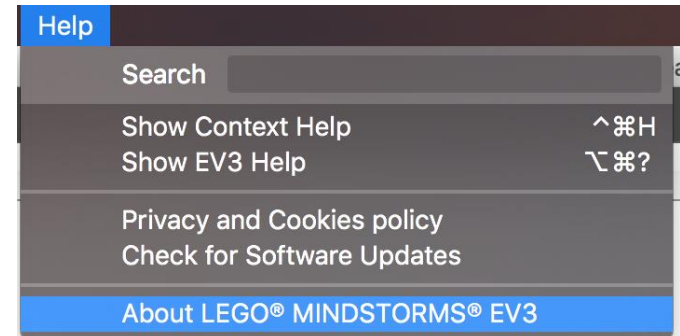 Help
Search
Show Context Help ^⌘H
Show EV3 Help ⌥⌘?
Privacy and Cookies policy
Check for Software Updates
About LEGO® MINDSTORMS® EV3